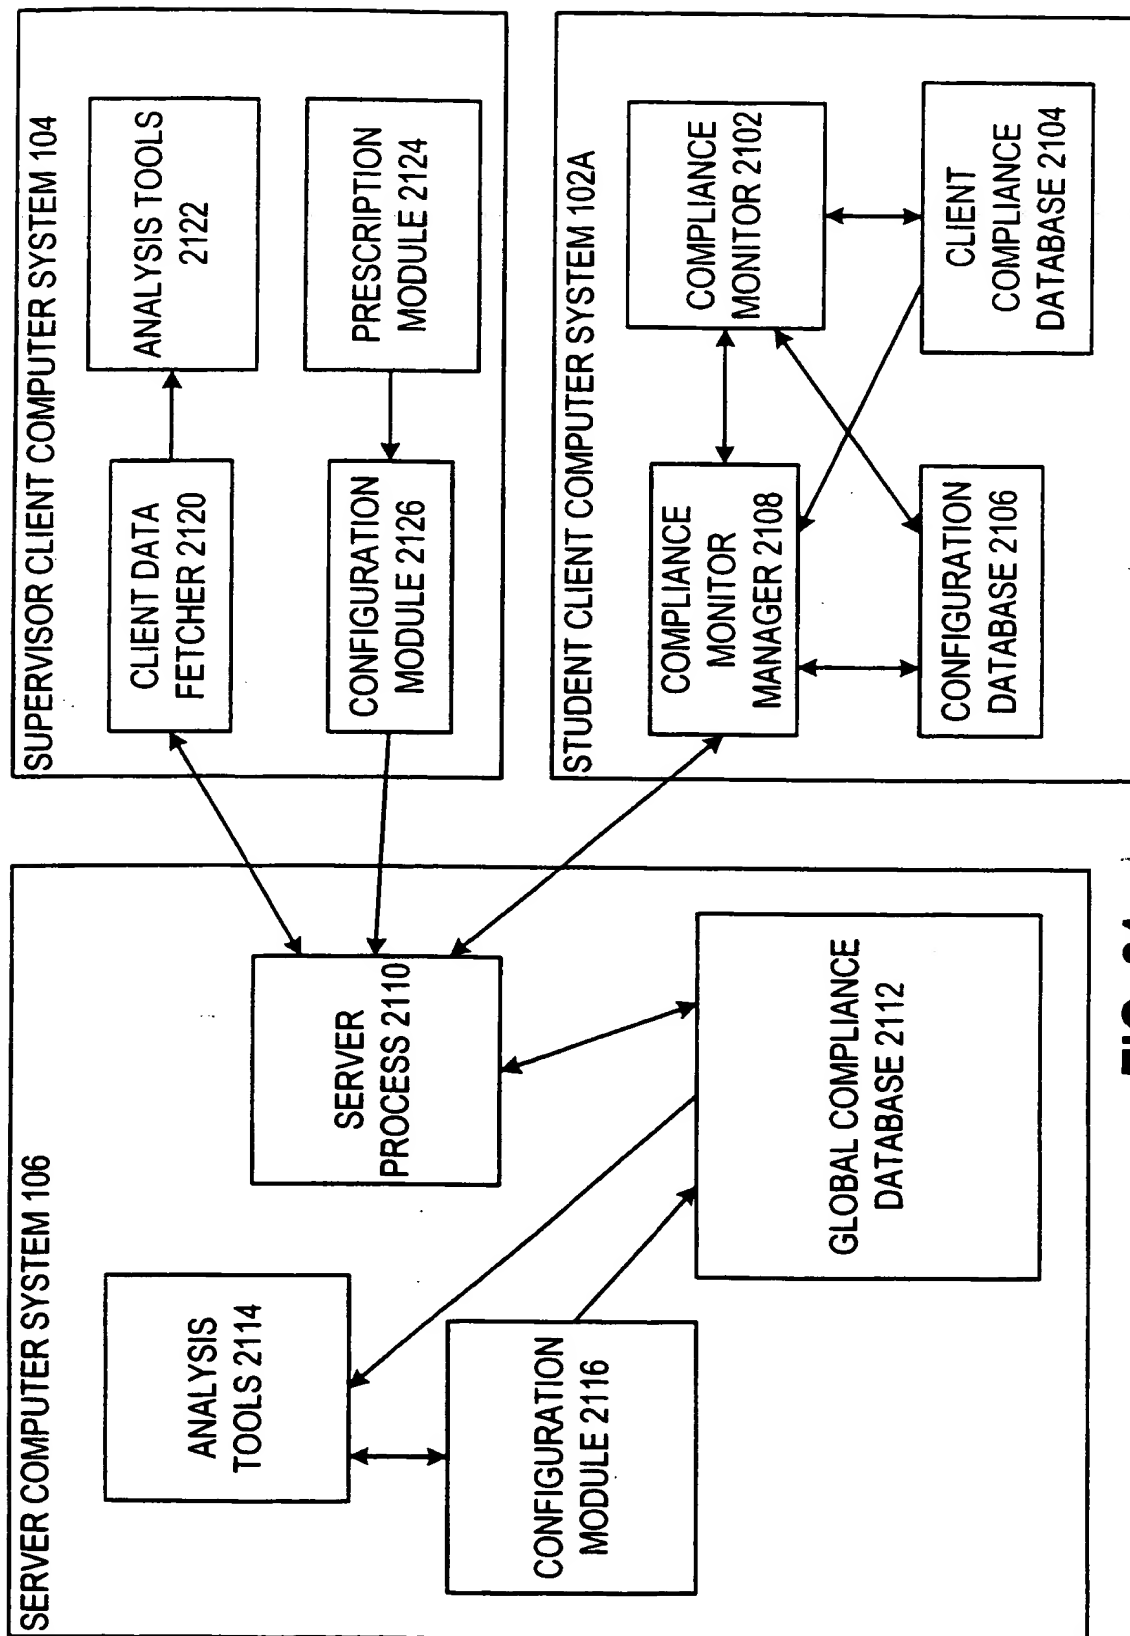 SERVER COMPUTER SYSTEM 106
ANALYSIS
TOOLS 2114
CONFIGURATION
MODULE 2116
SERVER
PROCESS 2110
GLOBAL COMPLIANCE
DATABASE 2112
SUPERVISOR CLIENT COMPUTER SYSTEM 104
CLIENT DATA
FETCHER 2120
ANALYSIS TOOLS
2122
CONFIGURATION
MODULE 2126
PRESCRIPTION
MODULE 2124
STUDENT CLIENT COMPUTER SYSTEM 102A
COMPLIANCE
MONITOR
MANAGER 2108
COMPLIANCE
MONITOR 2102
CONFIGURATION
DATABASE 2106
CLIENT
COMPLIANCE
DATABASE 2104